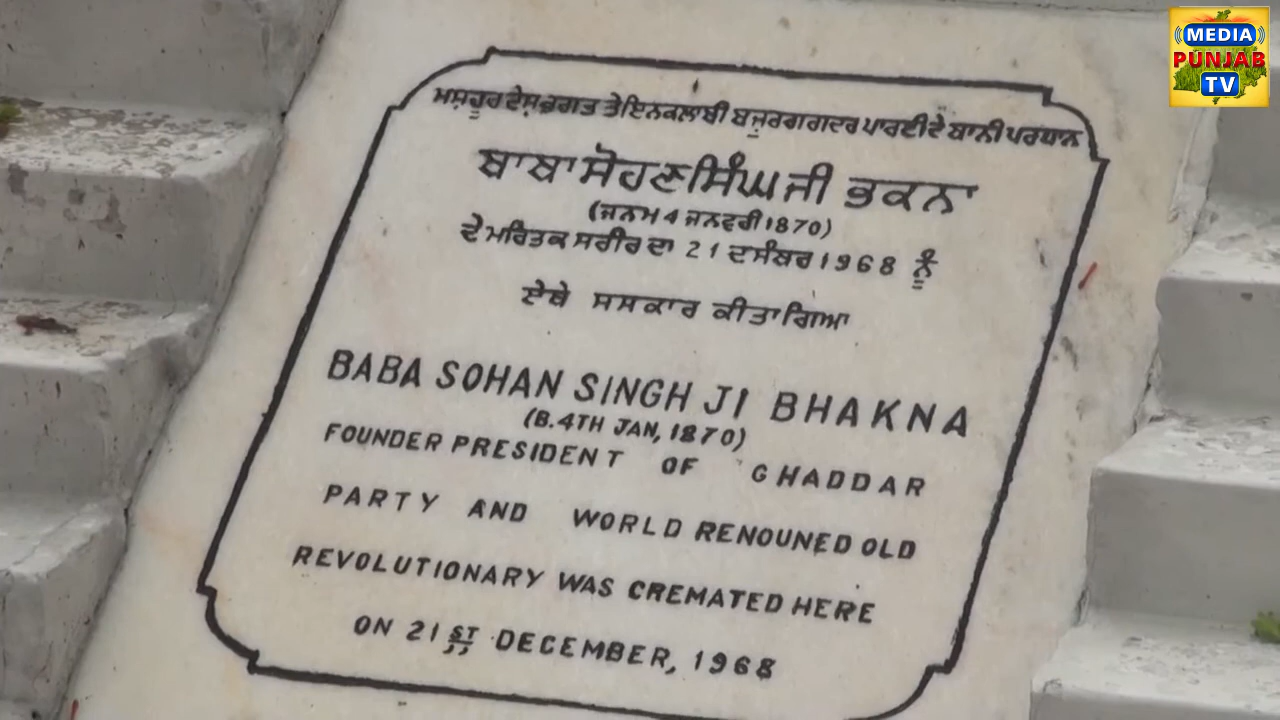 MEDIA
PUNJAB
TV
ਮਸ਼ਹੂਰ ਦੇਸ਼ਭਗਤ ਤੇ ਇਨਕਲਾਬੀ ਬਜ਼ੁਰਗ ਗਦਰ ਪਾਰਟੀ ਦੇ ਬਾਨੀ ਪਰਧਾਨ
ਬਾਬਾ ਸੋਹਣ ਸਿੰਘ ਜੀ ਭਕਨਾ
(ਜਨਮ 4 ਜਨਵਰੀ 1870)
ਦੇ ਮਰਿਤਕ ਸਰੀਰ ਦਾ 21 ਦਸੰਬਰ 1968 ਨੂੰ
ਏਥੇ ਸਸਕਾਰ ਕੀਤਾ ਗਿਆ
BABA SOHAN SINGH JI BHAKNA
(B. 4TH JAN, 1870)
FOUNDER PRESIDENT OF GHADDAR
PARTY AND WORLD RENOUNED OLD
REVOLUTIONARY WAS CREMATED HERE
ON 21ST DECEMBER, 1968